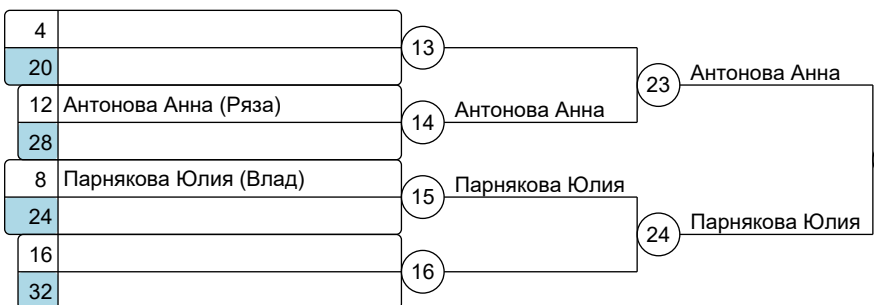 4
13
20
23 Антонова Анна
12 Антонова Анна (Ряза)
14 Антонова Анна
28
8 Парнякова Юлия (Влад)
15 Парнякова Юлия
24
24 Парнякова Юлия
16
16
32